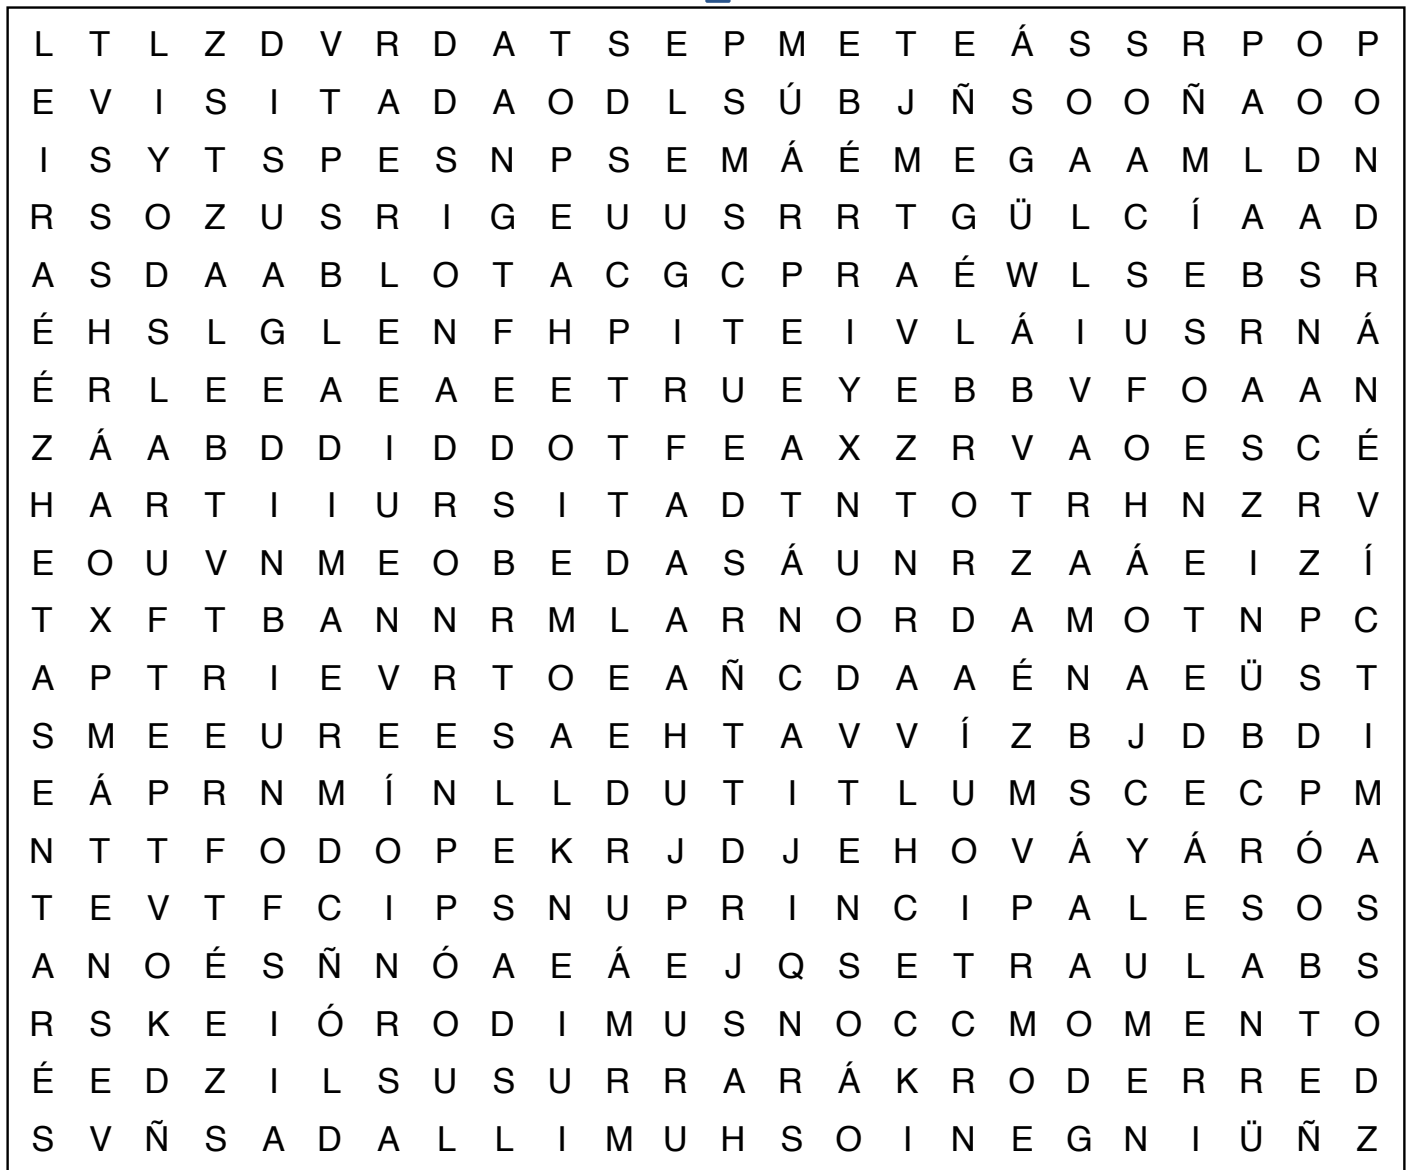 L T L Z D V R D A T S E P M E T E Á S S R P O P
E V I S I T A D A O D L S Ú B J Ñ S O O Ñ A O O
I S Y T S P E S N P S E M Á É M E G A A M L D N
R S O Z U S R I G E U U S R R T G Ü L C Í A A D
A S D A A B L O T A C G C P R A É W L S E B S R
É H S L G L E N F H P I T E I V L Á I U S R N Á
É R L E E A E A E E T R U E Y E B B V F O A A N
Z Á A B D D I D D O T F E A X Z R V A O E S C É
H A R T I I U R S I T A D T N T O T R H N Z R V
E O U V N M E O B E D A S Á U N R Z A Á E I Z Í
T X F T B A N N R M L A R N O R D A M O T N P C
A P T R I E V R T O E A Ñ C D A A É N A E Ü S T
S M E E U R E E S A E H T A V V Í Z B J D B D I
E Á P R N M Í N L L D U T I T L U M S C E C P M
N T T F O D O P E K R J D J E H O V Á Y Á R Ó A
T E V T F C I P S N U P R I N C I P A L E S O S
A N O É S Ñ N Ó A E Á E J Q S E T R A U L A B S
R S K E I Ó R O D I M U S N O C C M O M E N T O
É E D Z I L S U S U R R A R Á K R O D E R R E D
S V Ñ S A D A L L I M U H S O I N E G N I Ü Ñ Z